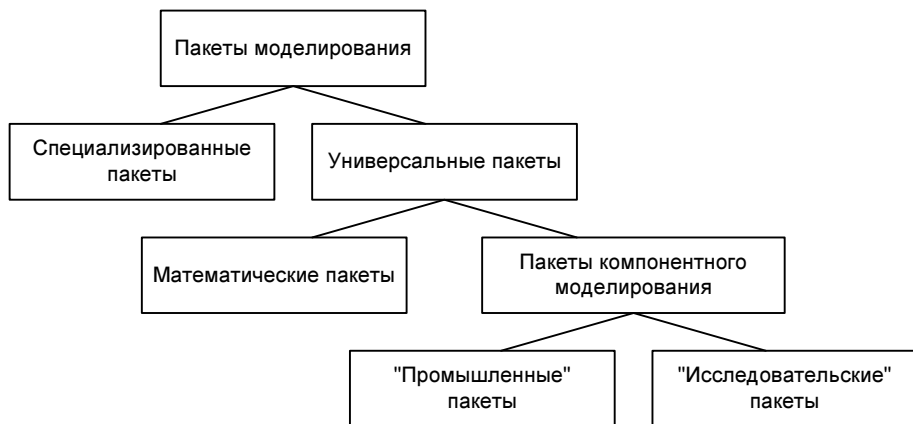 Пакеты моделирования
Специализированные
пакеты
Универсальные пакеты
Математические пакеты
Пакеты компонентного
моделирования
"Промышленные"
пакеты
"Исследовательские"
пакеты